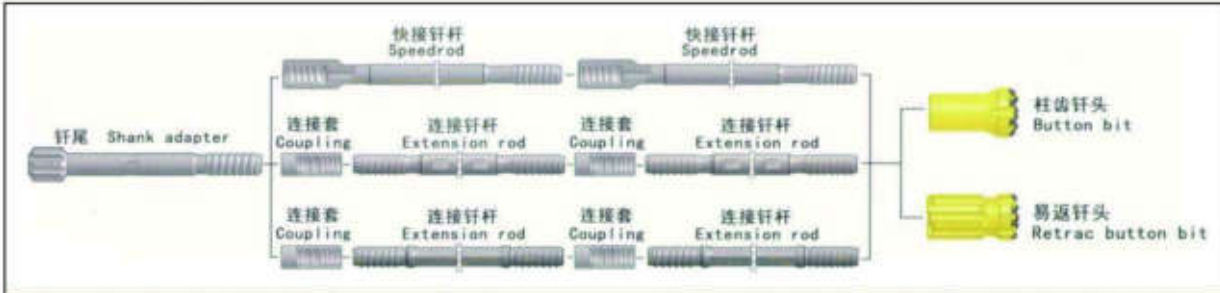 快接钎杆 快接钎杆
Speedrod Speedrod
钎尾 Shank adapter
连接套 连接钎杆 连接套 连接钎杆
Coupling Extension rod Coupling Extension rod
连接套 连接钎杆 连接套 连接钎杆
Coupling Extension rod Coupling Extension rod
柱齿钎头
Button bit
易返钎头
Retrac button bit